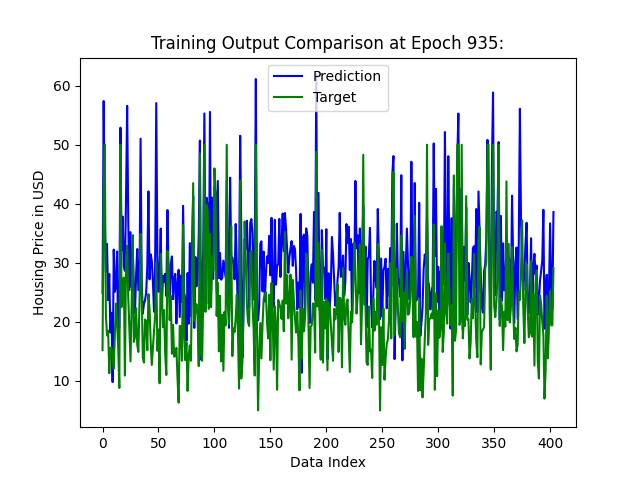 Training Output Comparison at Epoch 935:
Prediction
Target
Housing Price in USD
60
50
40
30
20
10
0 50 100 150 200 250 300 350 400
Data Index